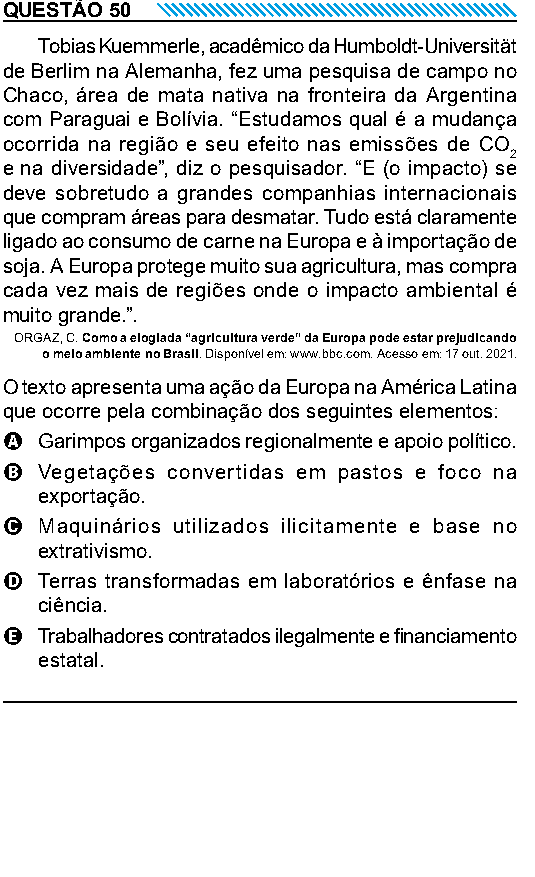 QUESTÃO 50
Tobias Kuemmerle, acadêmico da Humboldt-Universität
de Berlim na Alemanha, fez uma pesquisa de campo no
Chaco, área de mata nativa na fronteira da Argentina
com Paraguai e Bolívia. “Estudamos qual é a mudança
ocorrida na região e seu efeito nas emissões de CO₂
e na diversidade”, diz o pesquisador. “E (o impacto) se
deve sobretudo a grandes companhias internacionais
que compram áreas para desmatar. Tudo está claramente
ligado ao consumo de carne na Europa e à importação de
soja. A Europa protege muito sua agricultura, mas compra
cada vez mais de regiões onde o impacto ambiental é
muito grande.”.
ORGAZ, C. Como a elogiada “agricultura verde” da Europa pode estar prejudicando
o meio ambiente no Brasil. Disponível em: www.bbc.com. Acesso em: 17 out. 2021.
O texto apresenta uma ação da Europa na América Latina
que ocorre pela combinação dos seguintes elementos:
A Garimpos organizados regionalmente e apoio político.
B Vegetações convertidas em pastos e foco na
exportação.
C Maquinários utilizados ilicitamente e base no
extrativismo.
D Terras transformadas em laboratórios e ênfase na
ciência.
E Trabalhadores contratados ilegalmente e financiamento
estatal.